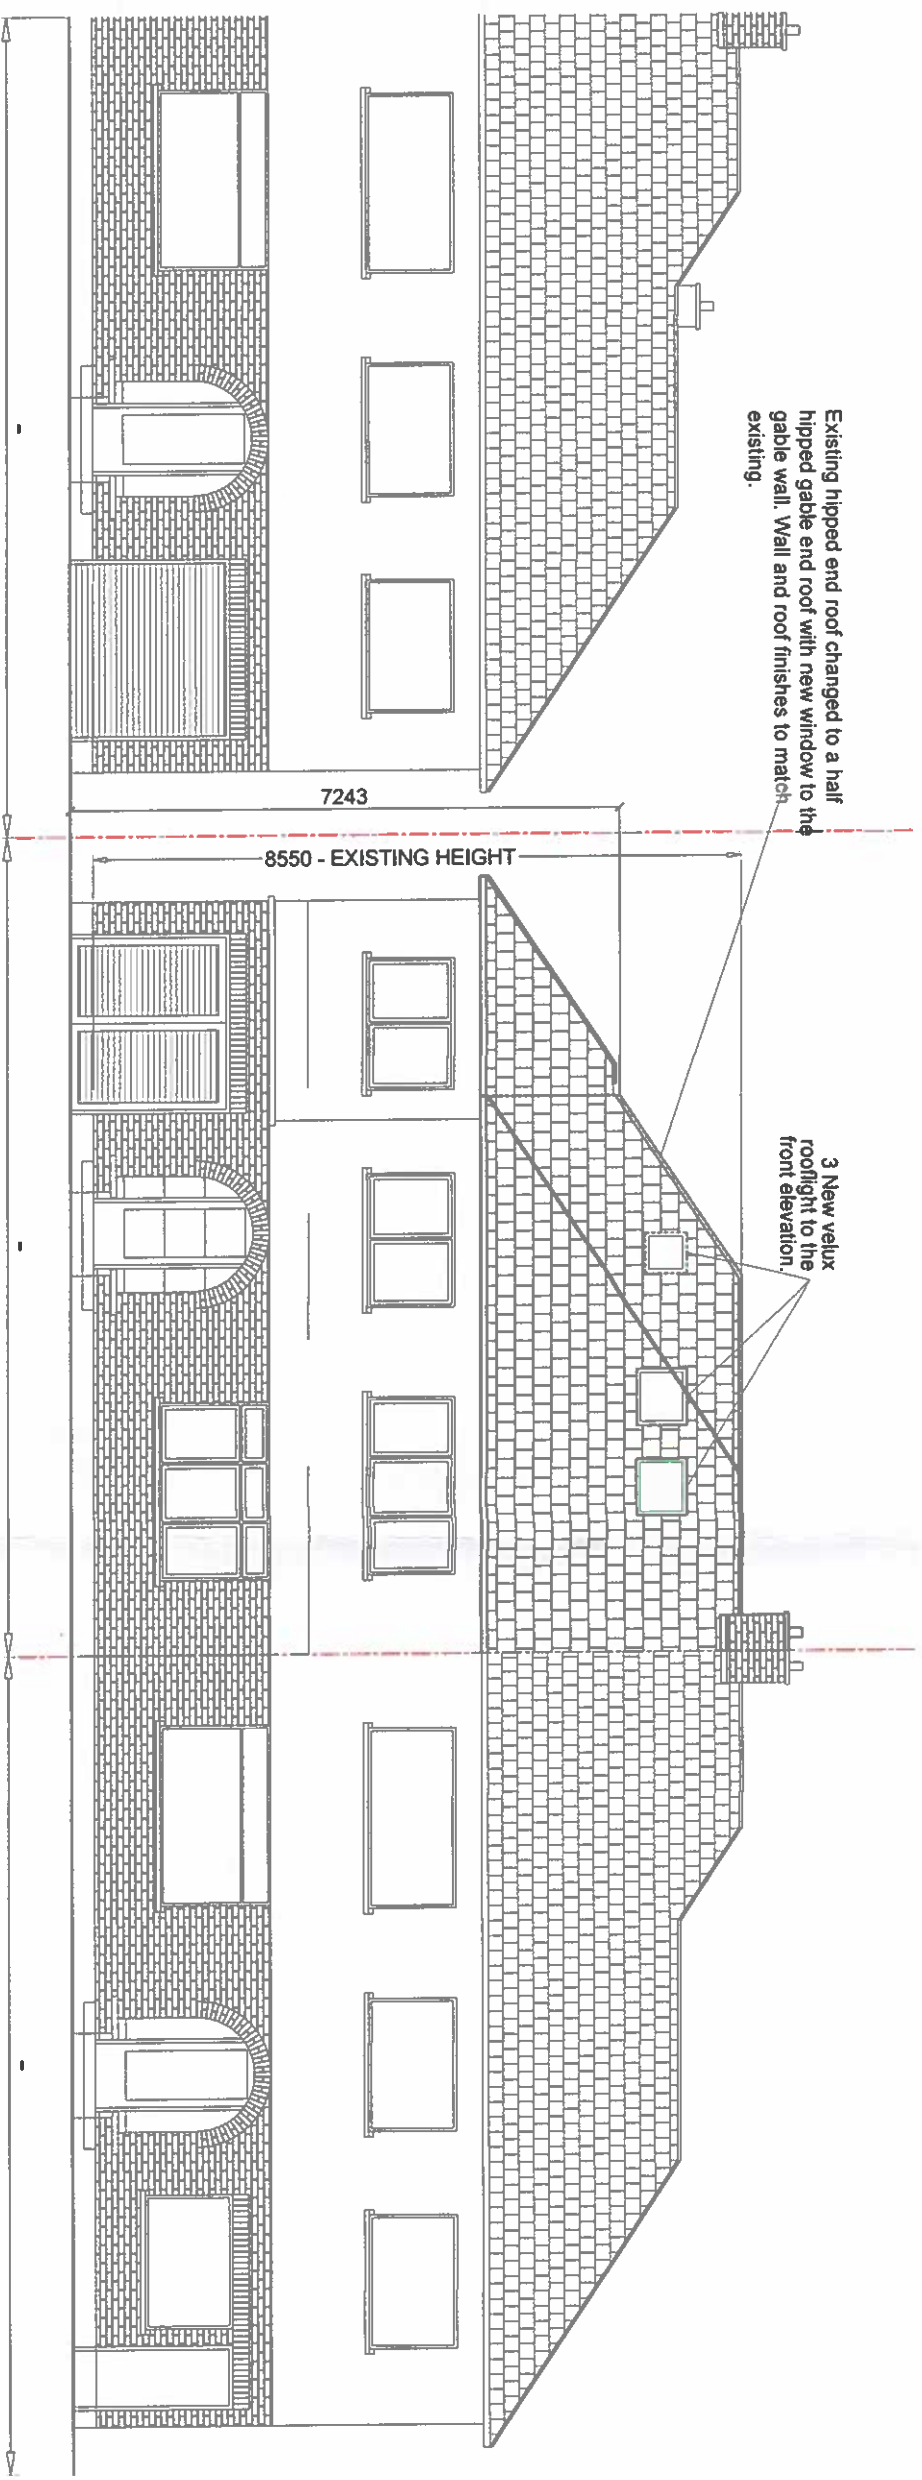 Existing hipped end roof changed to a half
hipped gable end roof with new window to the
gable wall. Wall and roof finishes to match
existing.
3 New velux
rooflight to the
front elevation.
7243
8550 - EXISTING HEIGHT